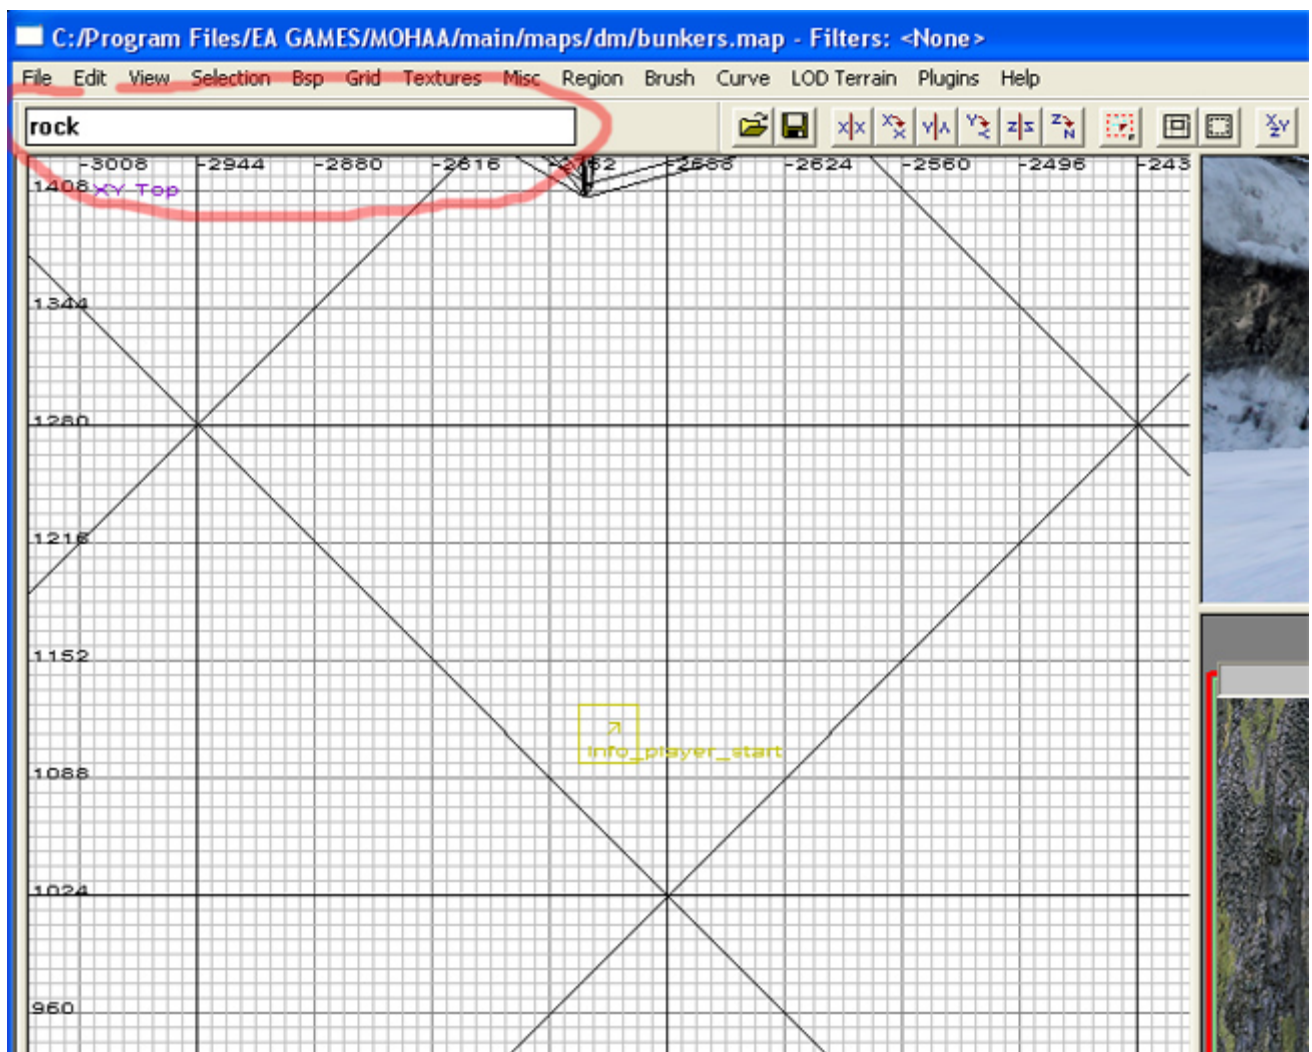 C:/Program Files/EA GAMES/MOHAA/main/maps/dm/bunkers.map - Filters: <None>
File Edit View Selection Bsp Grid Textures Misc Region Brush Curve LOD Terrain Plugins Help
rock
-3008 -2944 -2880 -2816 -2688 -2624 -2560 -2496 -243
1408 XY Top
1344
1280
1216
1152
info_player_start
1088
1024
960